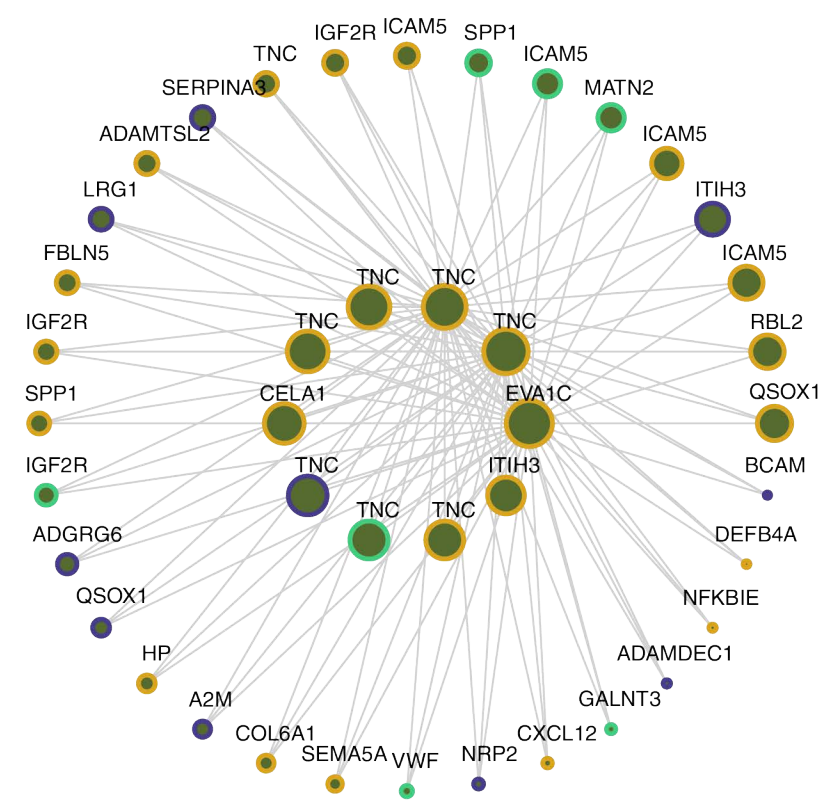 ICAM5
IGF2R
SPP1
TNC
ICAM5
SERPINA3
MATN2
ADAMTSL2
ICAM5
LRG1
ITIH3
FBLN5
ICAM5
TNC
TNC
IGF2R
TNC
TNC
RBL2
SPP1
CELA1
EVA1C
QSOX1
IGF2R
TNC
ITIH3
BCAM
TNC
TNC
ADGRG6
DEFB4A
QSOX1
NFKBIE
HP
ADAMDEC1
A2M
GALNT3
COL6A1
CXCL12
SEMA5A
VWF
NRP2